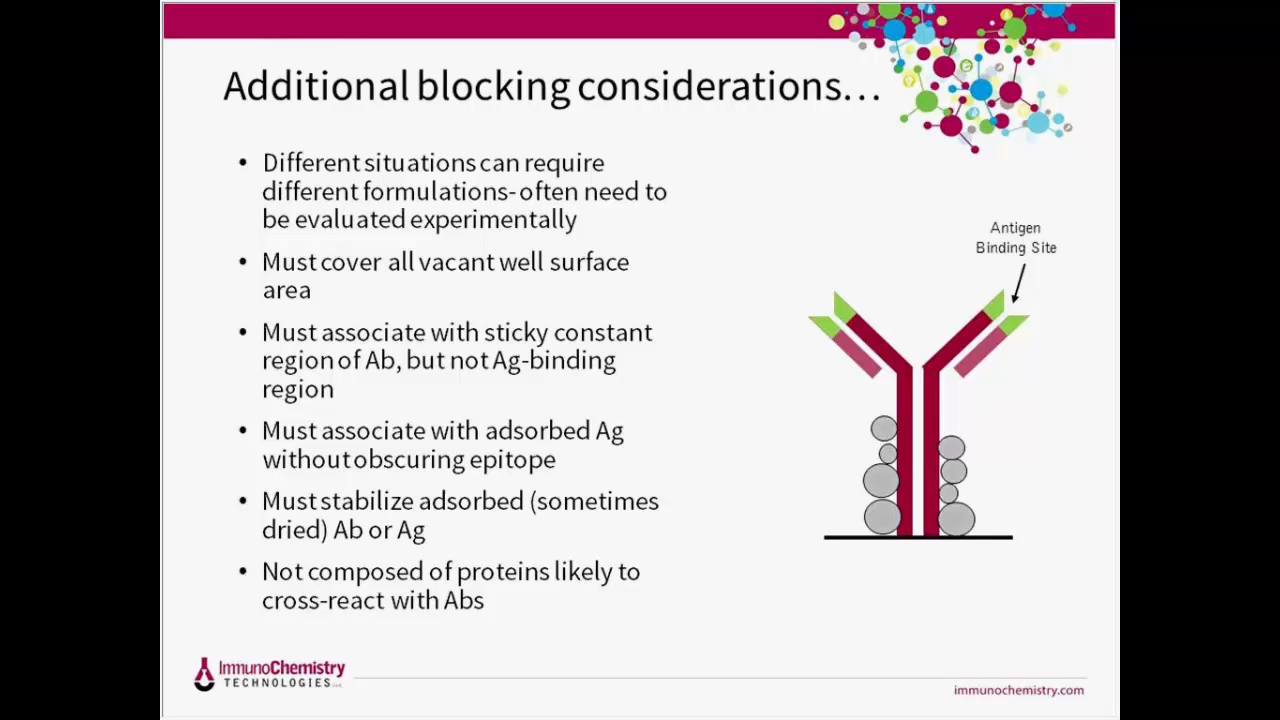 Additional blocking considerations…
• Different situations can require
different formulations-often need to
be evaluated experimentally
• Must cover all vacant well surface
area
• Must associate with sticky constant
region of Ab, but not Ag-binding
region
• Must associate with adsorbed Ag
without obscuring epitope
• Must stabilize adsorbed (sometimes
dried) Ab or Ag
• Not composed of proteins likely to
cross-react with Abs
Antigen
Binding Site
ImmunoChemistry
TECHNOLOGIES
immunochemistry.com